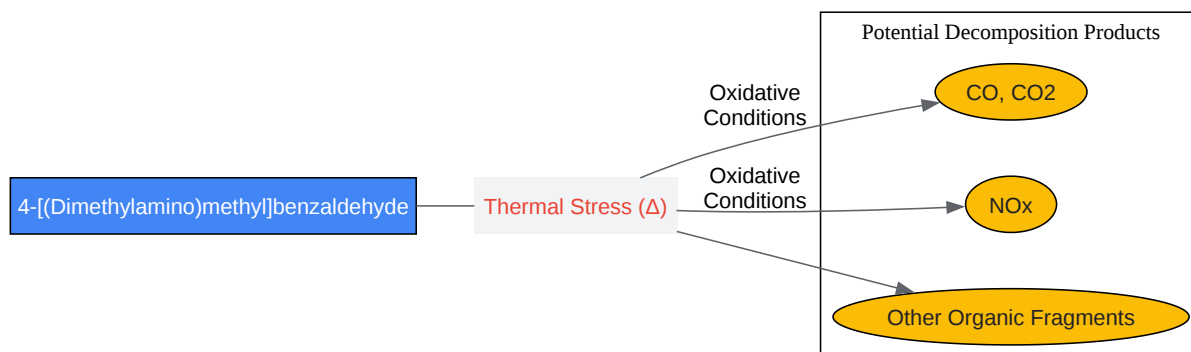 Potential Decomposition Products
Oxidative
Conditions
CO, CO2
4-[(Dimethylamino)methyl]benzaldehyde
Thermal Stress (Δ)
Oxidative
Conditions
NOx
Other Organic Fragments